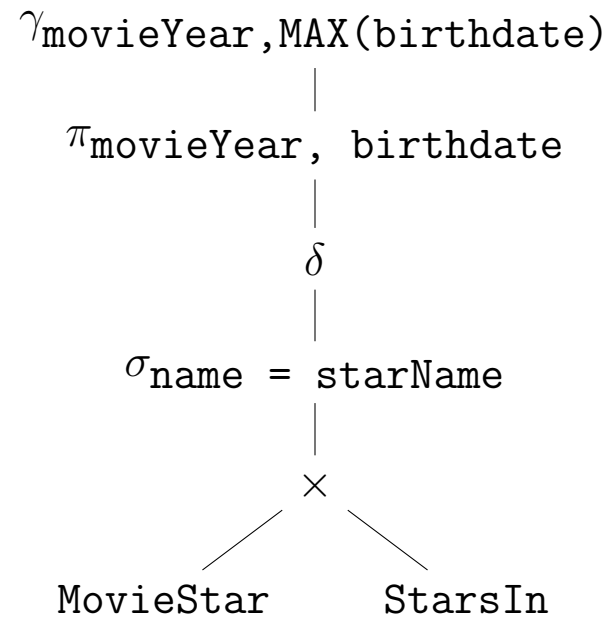 γmovieYear,MAX(birthdate)
πmovieYear, birthdate
δ
σname = starName
×
MovieStar StarsIn